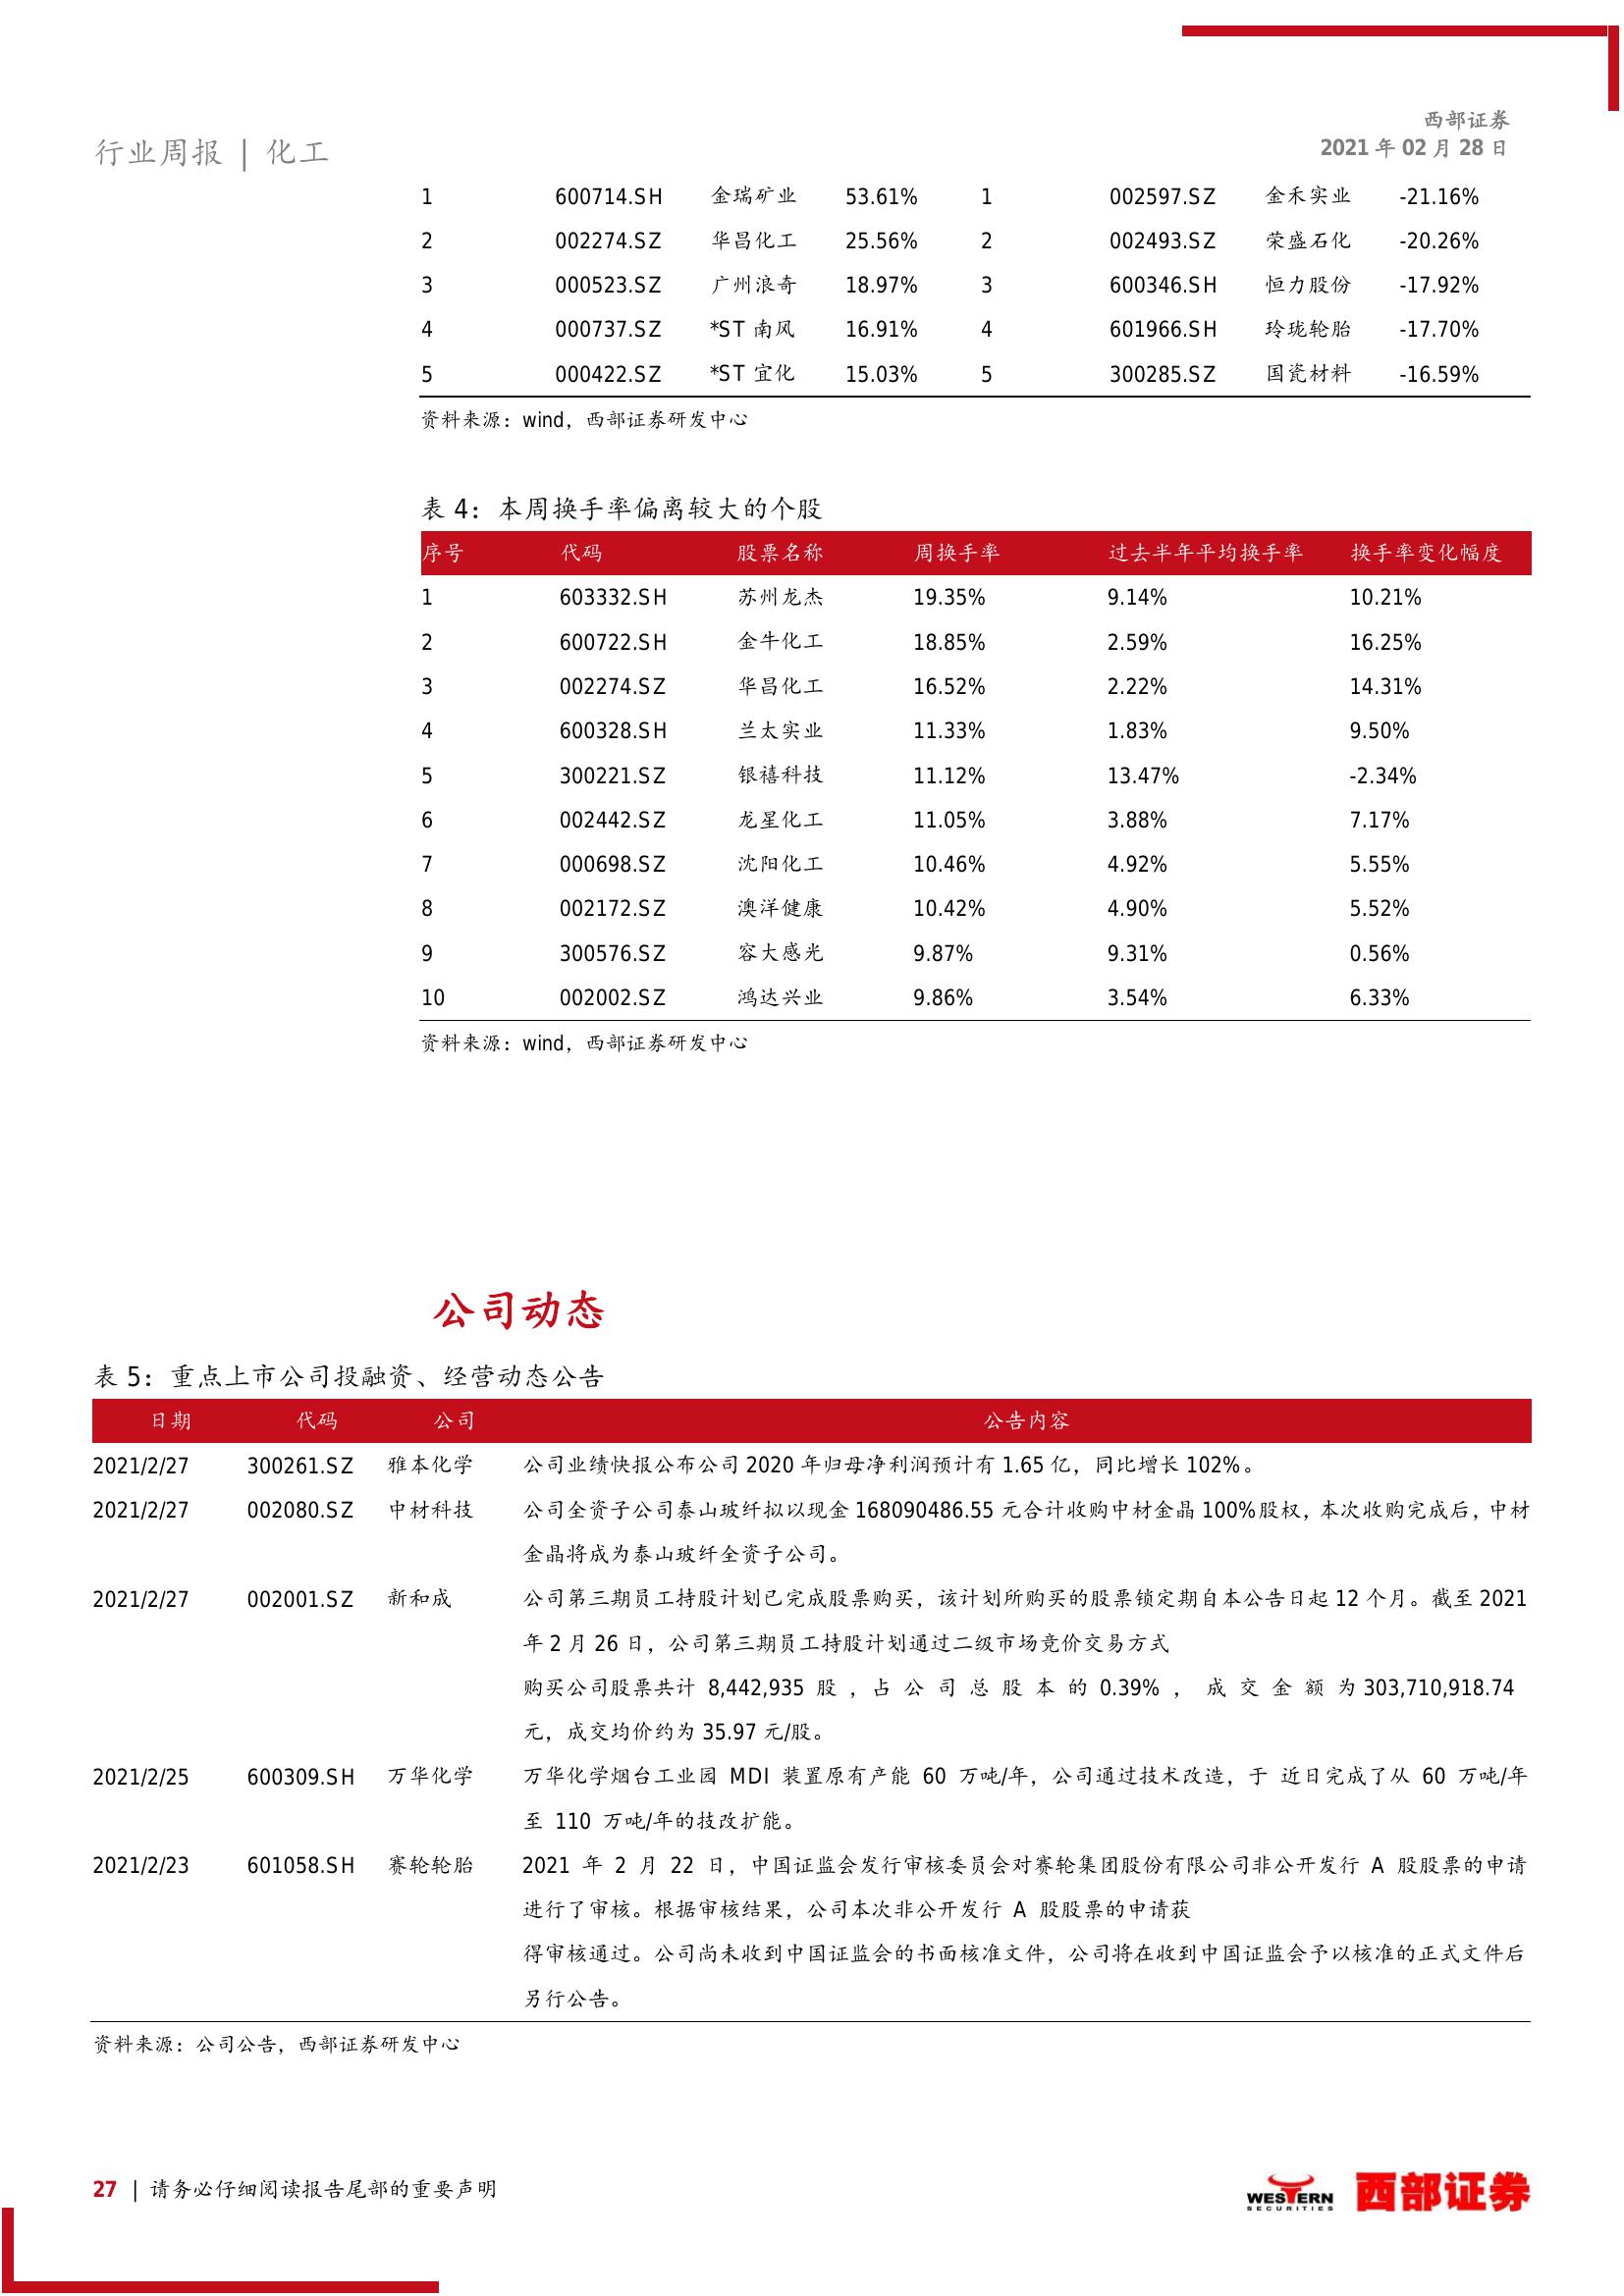 行业周报 | 化工
西部证券
2021 年 02 月 28 日
1 600714.SH 金瑞矿业 53.61% 1 002597.SZ 金禾实业 -21.16%
2 002274.SZ 华昌化工 25.56% 2 002493.SZ 荣盛石化 -20.26%
3 000523.SZ 广州浪奇 18.97% 3 600346.SH 恒力股份 -17.92%
4 000737.SZ *ST 南风 16.91% 4 601966.SH 玲珑轮胎 -17.70%
5 000422.SZ *ST 宜化 15.03% 5 300285.SZ 国瓷材料 -16.59%
资料来源：wind，西部证券研发中心
表 4：本周换手率偏离较大的个股
序号 代码 股票名称 周换手率 过去半年平均换手率 换手率变化幅度
1 603332.SH 苏州龙杰 19.35% 9.14% 10.21%
2 600722.SH 金牛化工 18.85% 2.59% 16.25%
3 002274.SZ 华昌化工 16.52% 2.22% 14.31%
4 600328.SH 兰太实业 11.33% 1.83% 9.50%
5 300221.SZ 银禧科技 11.12% 13.47% -2.34%
6 002442.SZ 龙星化工 11.05% 3.88% 7.17%
7 000698.SZ 沈阳化工 10.46% 4.92% 5.55%
8 002172.SZ 澳洋健康 10.42% 4.90% 5.52%
9 300576.SZ 容大感光 9.87% 9.31% 0.56%
10 002002.SZ 鸿达兴业 9.86% 3.54% 6.33%
资料来源：wind，西部证券研发中心
公司动态
表 5：重点上市公司投融资、经营动态公告
日期 代码 公司 公告内容
2021/2/27 300261.SZ 雅本化学 公司业绩快报公布公司 2020 年归母净利润预计有 1.65 亿，同比增长 102%。
2021/2/27 002080.SZ 中材科技 公司全资子公司泰山玻纤拟以现金 168090486.55 元合计收购中材金晶 100%股权，本次收购完成后，中材
金晶将成为泰山玻纤全资子公司。
2021/2/27 002001.SZ 新和成 公司第三期员工持股计划已完成股票购买，该计划所购买的股票锁定期自本公告日起 12 个月。截至 2021
年 2 月 26 日，公司第三期员工持股计划通过二级市场竞价交易方式
购买公司股票共计 8,442,935 股 ，占 公 司 总 股 本 的 0.39% ， 成 交 金 额 为 303,710,918.74
元，成交均价约为 35.97 元/股。
2021/2/25 600309.SH 万华化学 万华化学烟台工业园 MDI 装置原有产能 60 万吨/年，公司通过技术改造，于 近日完成了从 60 万吨/年
至 110 万吨/年的技改扩能。
2021/2/23 601058.SH 赛轮轮胎 2021 年 2 月 22 日，中国证监会发行审核委员会对赛轮集团股份有限公司非公开发行 A 股股票的申请
进行了审核。根据审核结果，公司本次非公开发行 A 股股票的申请获
得审核通过。公司尚未收到中国证监会的书面核准文件，公司将在收到中国证监会予以核准的正式文件后
另行公告。
资料来源：公司公告，西部证券研发中心
27 | 请务必仔细阅读报告尾部的重要声明
WESTERN
SECURITIES
西部证券